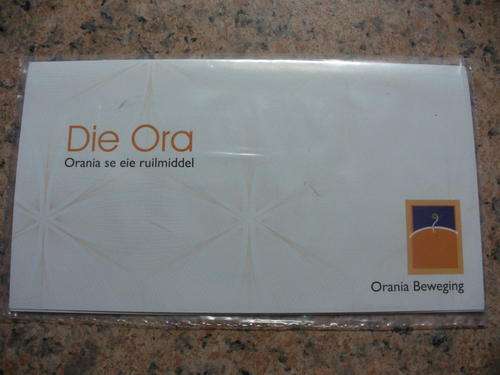 Die Ora
Orania se eie ruilmiddel
Orania Beweging